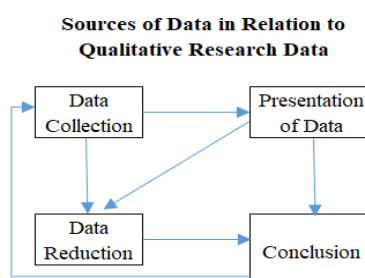 Sources of Data in Relation to
Qualitative Research Data
Data
Collection
Presentation
of Data
Data
Reduction
Conclusion